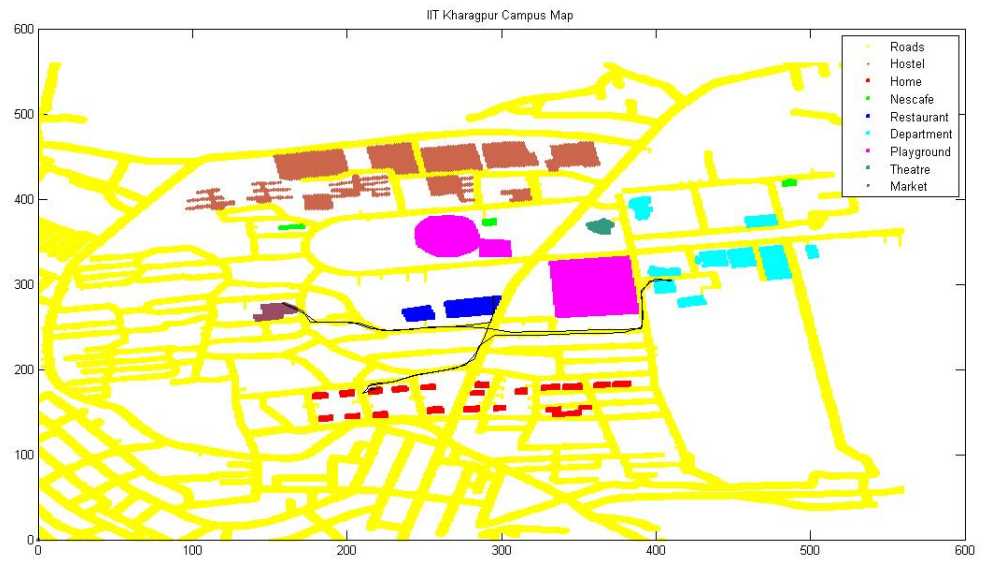 IIT Kharagpur Campus Map
600
500
400
300
200
100
0
0 100 200 300 400 500 600
Roads
Hostel
Home
Nescafe
Restaurant
Department
Playground
Theatre
Market